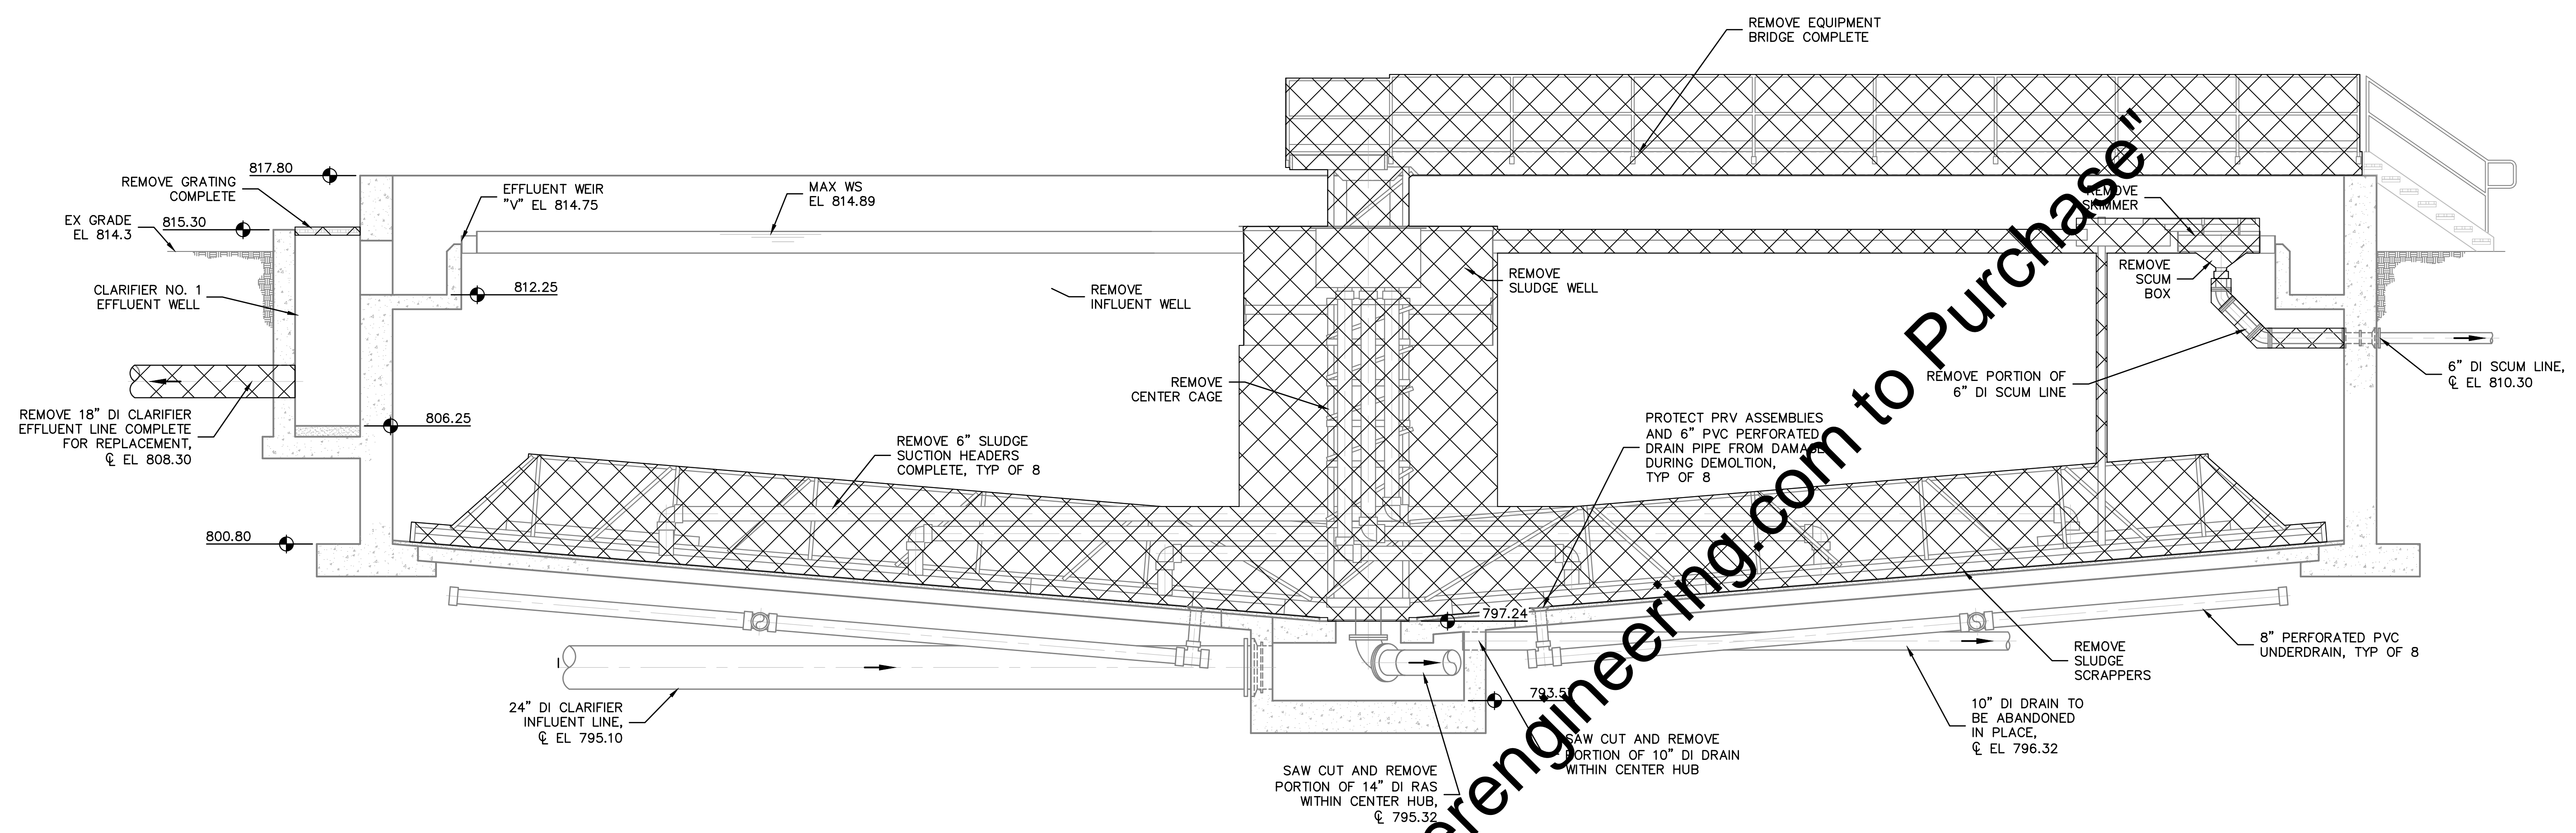 REMOVE EQUIPMENT
BRIDGE COMPLETE
817.80
REMOVE GRATING
COMPLETE
EX GRADE
EL 814.3
815.30
EFFLUENT WEIR
"V" EL 814.75
MAX WS
EL 814.89
REMOVE
SKIMMER
CLARIFIER NO. 1
EFFLUENT WELL
812.25
REMOVE
INFLUENT WELL
REMOVE
SLUDGE WELL
REMOVE
SCUM
BOX
REMOVE
CENTER CAGE
REMOVE PORTION OF
6" DI SCUM LINE
6" DI SCUM LINE,
℄ EL 810.30
REMOVE 18" DI CLARIFIER
EFFLUENT LINE COMPLETE
FOR REPLACEMENT,
℄ EL 808.30
806.25
REMOVE 6" SLUDGE
SUCTION HEADERS
COMPLETE, TYP OF 8
PROTECT PRV ASSEMBLIES
AND 6" PVC PERFORATED
DRAIN PIPE FROM
DURING DEMOLTION,
TYP OF 8
800.80
797.24
8" PERFORATED PVC
UNDERDRAIN, TYP OF 8
REMOVE
SLUDGE
SCRAPPERS
24" DI CLARIFIER
INFLUENT LINE,
℄ EL 795.10
10" DI DRAIN TO
BE ABANDONED
IN PLACE,
℄ EL 796.32
SAW CUT AND REMOVE
PORTION OF 10" DI DRAIN
WITHIN CENTER HUB
SAW CUT AND REMOVE
PORTION OF 14" DI RAS
WITHIN CENTER HUB,
℄ 795.32
erengineering.com to Purchase"